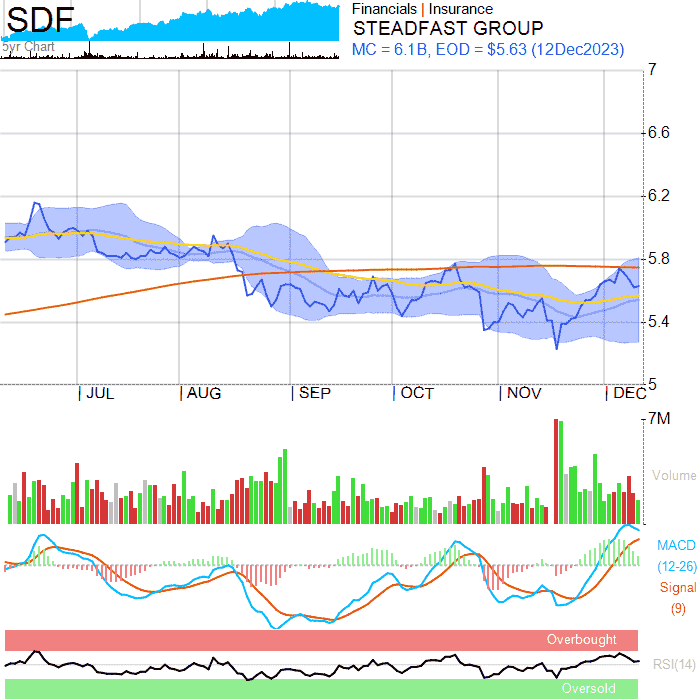 SDF
5yr Chart
Financials | Insurance
STEADFAST GROUP
MC = 6.1B, EOD = $5.63 (12Dec2023)
7
6.6
6.2
5.8
5.4
5
JUL AUG SEP OCT NOV DEC
7M
Volume
MACD
(12-26)
Signal
(9)
Overbought
RSI(14)
Oversold